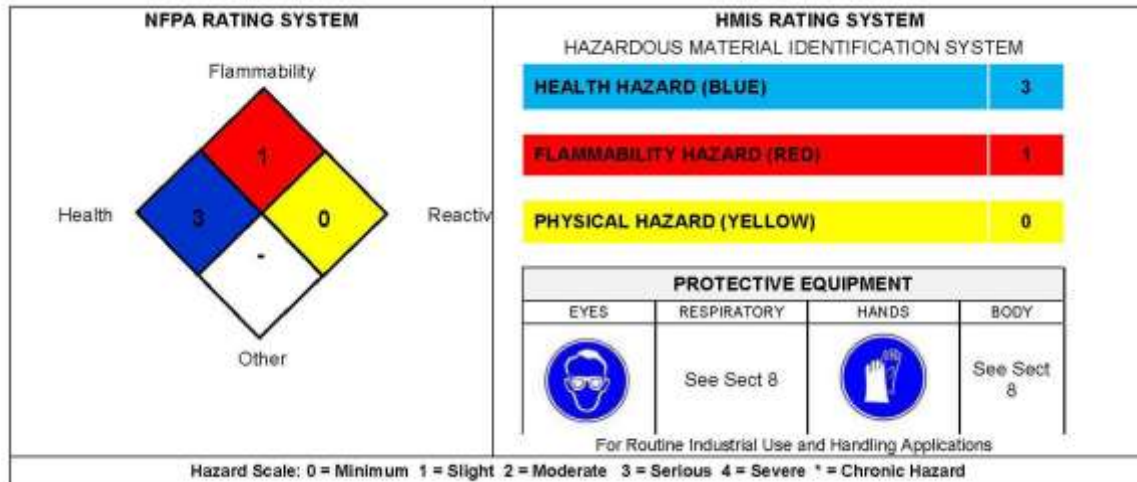 NFPA RATING SYSTEM
Flammability
1
Health
3
0
Reactiv
-
Other
HMIS RATING SYSTEM
HAZARDOUS MATERIAL IDENTIFICATION SYSTEM
HEALTH HAZARD (BLUE) 3
FLAMMABILITY HAZARD (RED) 1
PHYSICAL HAZARD (YELLOW) 0
PROTECTIVE EQUIPMENT
EYES RESPIRATORY HANDS BODY
See Sect 8
See Sect
8
For Routine Industrial Use and Handling Applications
Hazard Scale: 0 = Minimum 1 = Slight 2 = Moderate 3 = Serious 4 = Severe * = Chronic Hazard